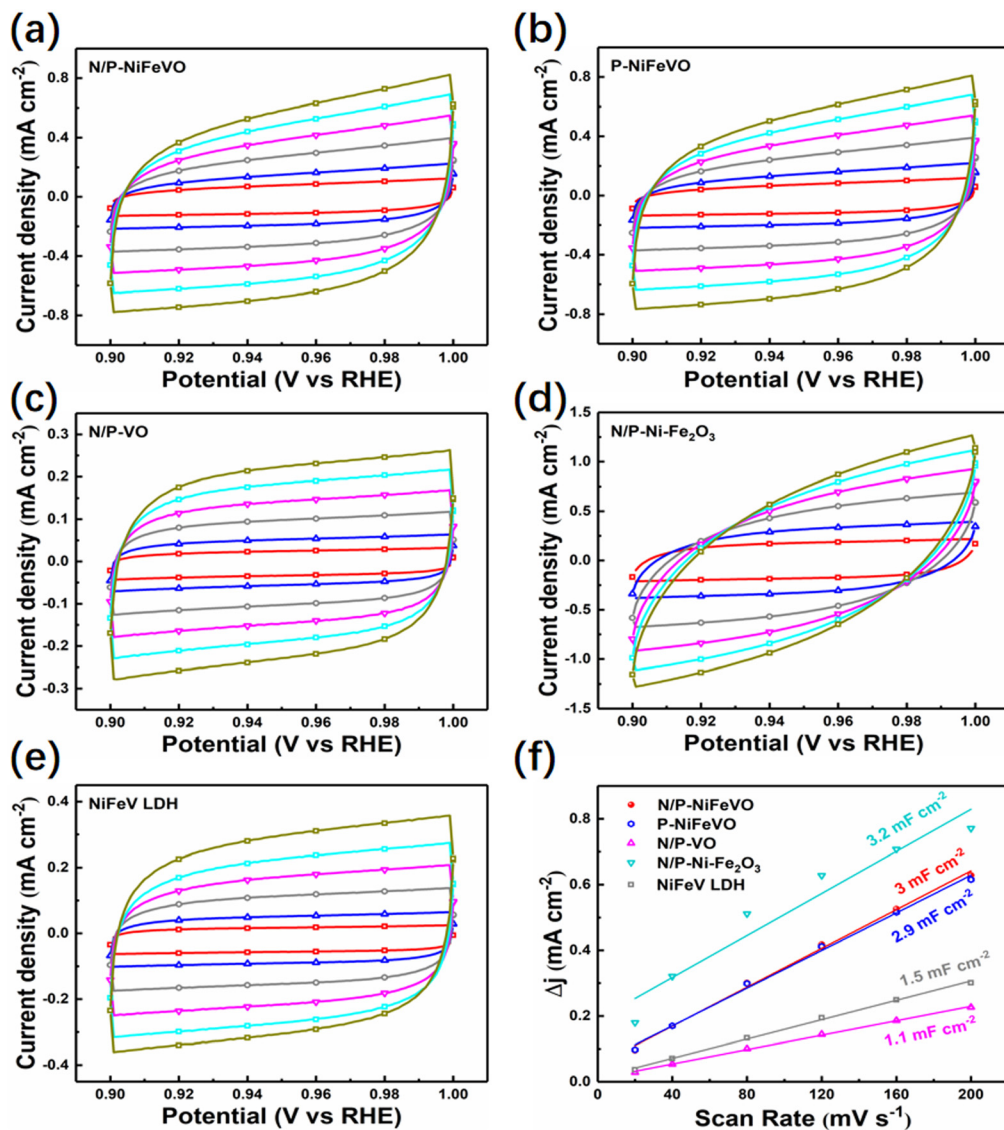 (a)
N/P-NiFeVO
0.8
0.4
0.0
-0.4
-0.8
Current density (mA cm⁻²)
0.90 0.92 0.94 0.96 0.98 1.00
Potential (V vs RHE)
(b)
P-NiFeVO
0.8
0.4
0.0
-0.4
-0.8
Current density (mA cm⁻²)
0.90 0.92 0.94 0.96 0.98 1.00
Potential (V vs RHE)
(c)
N/P-VO
0.3
0.2
0.1
0.0
-0.1
-0.2
-0.3
Current density (mA cm⁻²)
0.90 0.92 0.94 0.96 0.98 1.00
Potential (V vs RHE)
(d)
N/P-Ni-Fe₂O₃
1.5
1.0
0.5
0.0
-0.5
-1.0
-1.5
Current density (mA cm⁻²)
0.90 0.92 0.94 0.96 0.98 1.00
Potential (V vs RHE)
(e)
NiFeV LDH
0.4
0.2
0.0
-0.2
-0.4
Current density (mA cm⁻²)
0.90 0.92 0.94 0.96 0.98 1.00
Potential (V vs RHE)
(f)
N/P-NiFeVO
P-NiFeVO
N/P-VO
N/P-Ni-Fe₂O₃
NiFeV LDH
3.2 mF cm⁻²
3 mF cm⁻²
2.9 mF cm⁻²
1.5 mF cm⁻²
1.1 mF cm⁻²
0.8
0.6
0.4
0.2
0.0
Δj (mA cm⁻²)
0 40 80 120 160 200
Scan Rate (mV s⁻¹)